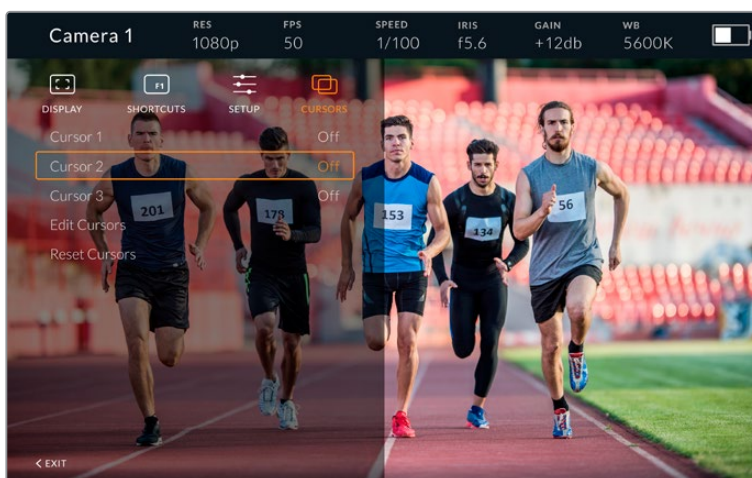 Camera 1
RES FPS SPEED IRIS GAIN WB
1080p 50 1/100 f5.6 +12db 5600K
F1
DISPLAY SHORTCUTS SETUP CURSORS
Cursor 1 Off
Cursor 2 Off
Cursor 3 Off
Edit Cursors
Reset Cursors
201
178
153
134
56
< EXIT